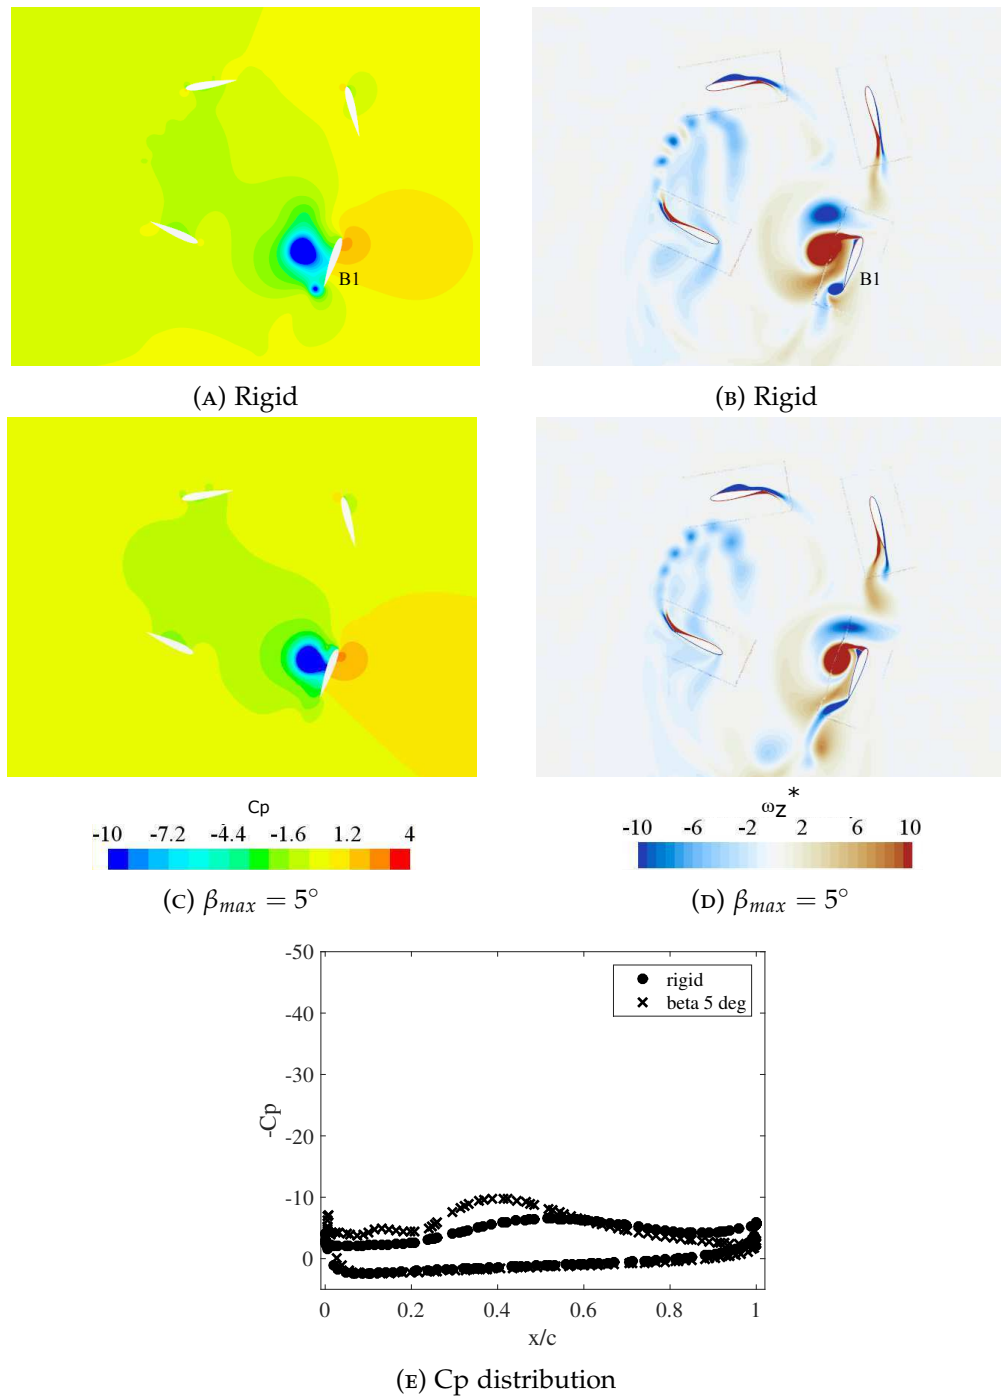 B1
B1
(A) Rigid
(B) Rigid
Cp
-10 -7.2 -4.4 -1.6 1.2 4
ωz*
-10 -6 -2 2 6 10
(C) βmax = 5°
(D) βmax = 5°
-50
-40
-30
-20
-10
0
-Cp
rigid
beta 5 deg
0 0.2 0.4 0.6 0.8 1
x/c
(E) Cp distribution